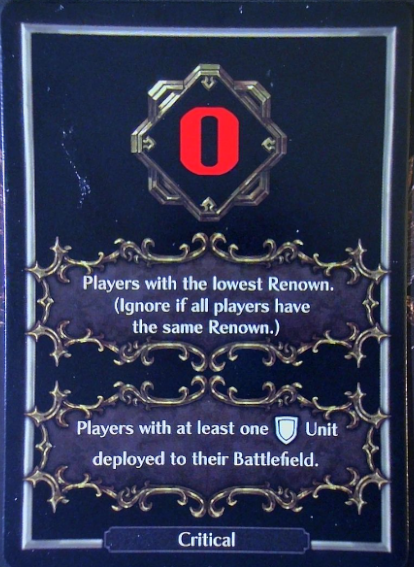 0
Players with the lowest Renown.
(Ignore if all players have
the same Renown.)
Players with at least one Unit
deployed to their Battlefield.
Critical